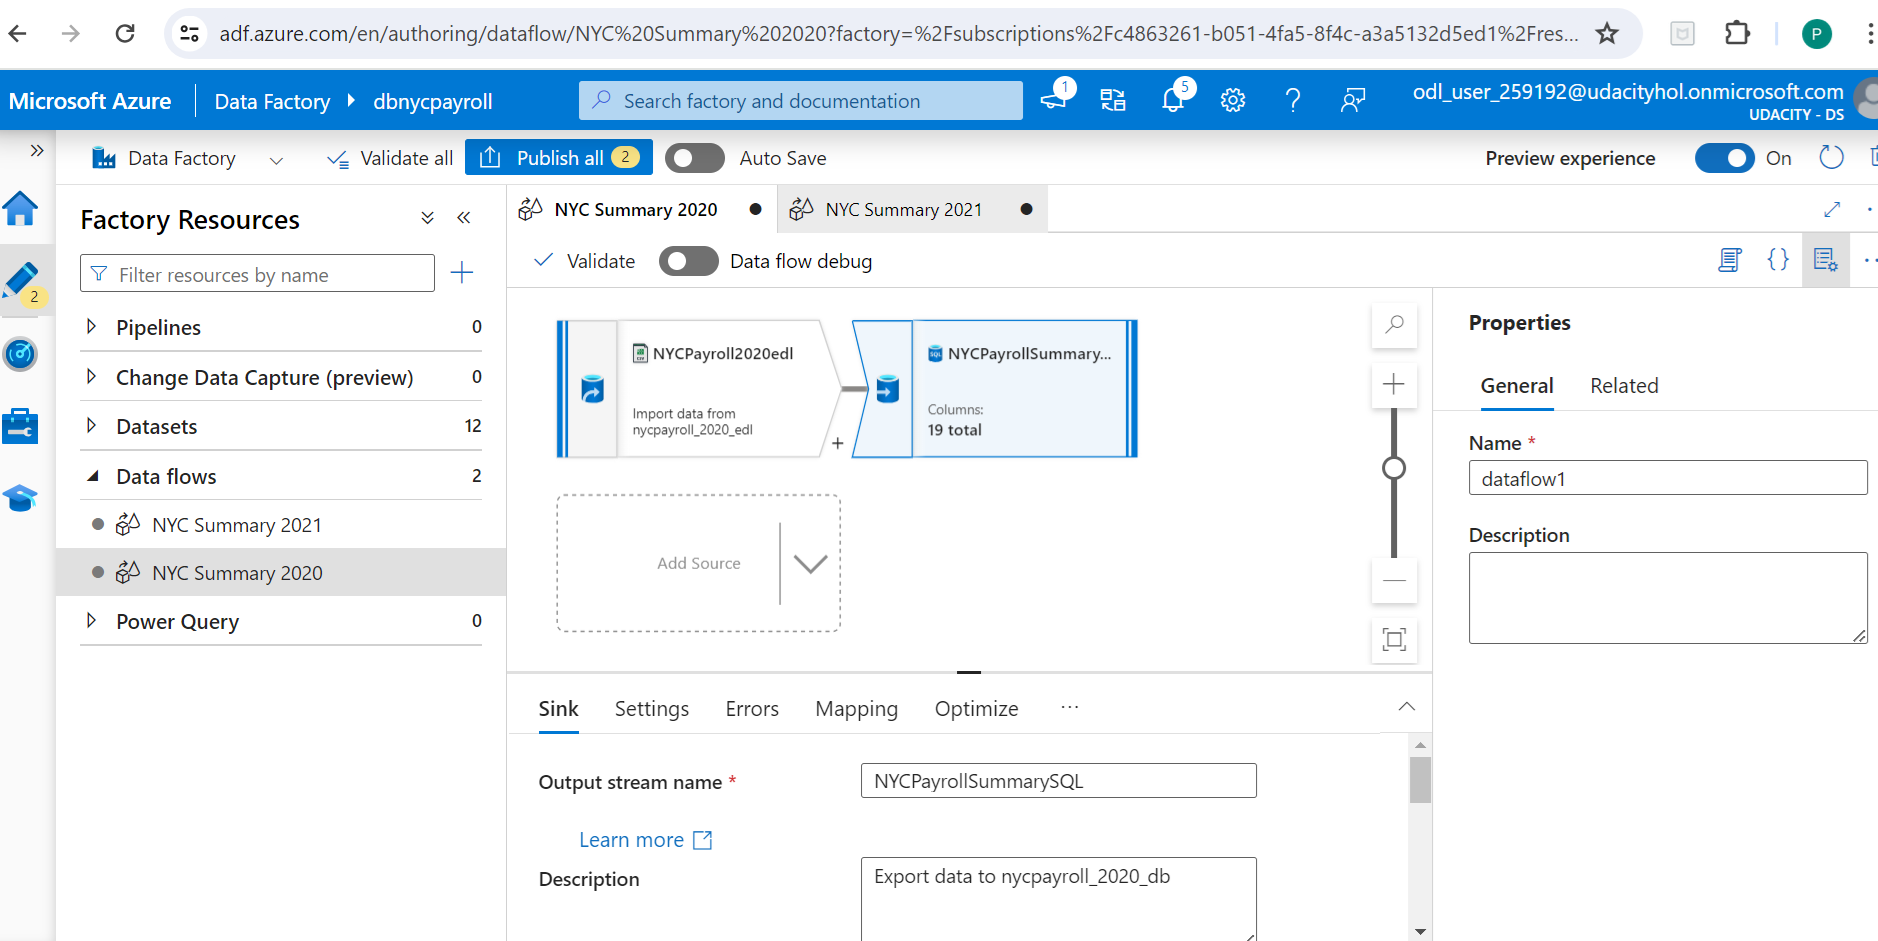 adf.azure.com/en/authoring/dataflow/NYC%20Summary%202020?factory=%2Fsubscriptions%2Fc4863261-b051-4fa5-8f4c-a3a5132d5ed1%2Fres...
P
Microsoft Azure
Data Factory
dbnycpayroll
Search factory and documentation
1
5
odl_user_259192@udacityhol.onmicrosoft.com
UDACITY - DS
Data Factory
Validate all
Publish all
2
Auto Save
Preview experience
On
Factory Resources
NYC Summary 2020
NYC Summary 2021
2
Filter resources by name
Validate
Data flow debug
Pipelines
0
Change Data Capture (preview)
0
Datasets
12
Data flows
2
NYC Summary 2021
NYC Summary 2020
Power Query
0
NYCPayroll2020edl
Import data from
nycpayroll_2020_edl
SQL
NYCPayrollSummary...
Columns:
19 total
Add Source
Properties
General
Related
Name *
dataflow1
Description
Sink
Settings
Errors
Mapping
Optimize
...
Output stream name *
NYCPayrollSummarySQL
Learn more
Description
Export data to nycpayroll_2020_db